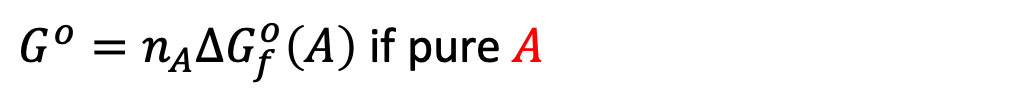 G° = n_A ΔG_f°(A) if pure A